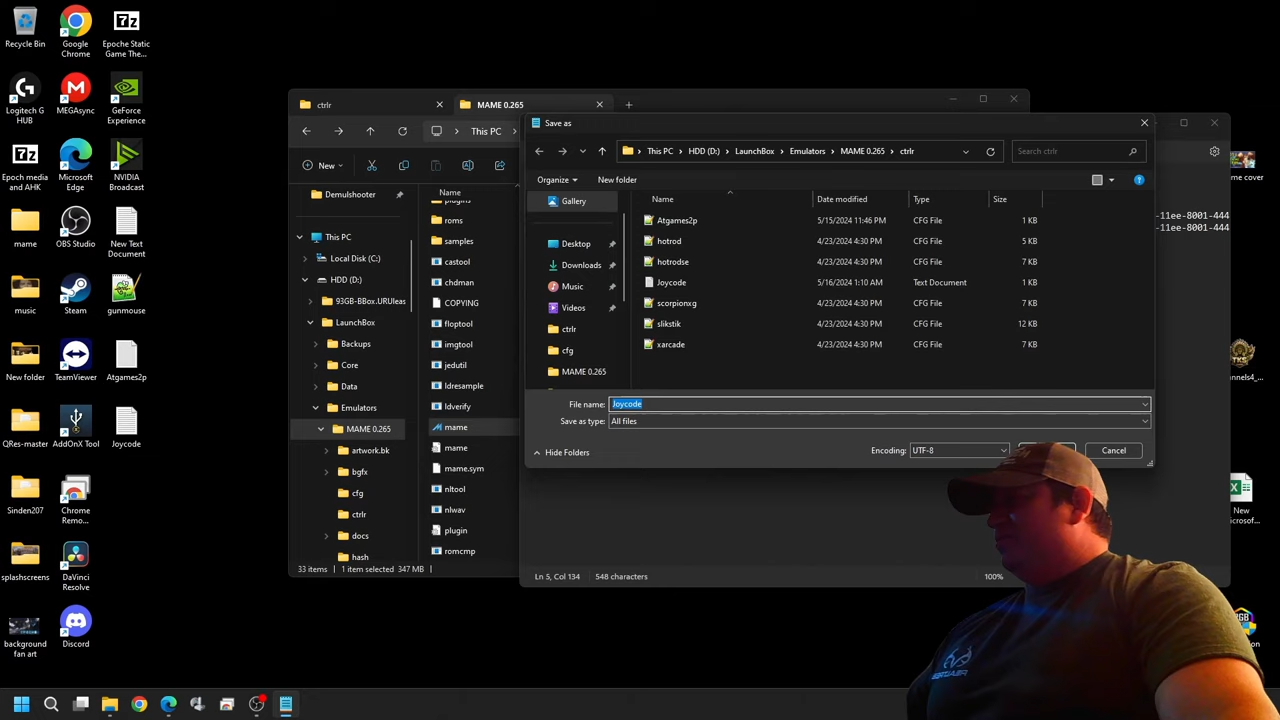 Recycle Bin
Google
Chrome
7z
Epoche Static
Game The...
Logitech G
HUB
MEGAsync
GeForce
Experience
7z
Epoch media
and AHK
Microsoft
Edge
NVIDIA
Broadcast
mame
OBS Studio
New Text
Document
music
Steam
gunmouse
New folder
TeamViewer
Atgames2p
QRes-master
AddOnX Tool
Joycode
Sinden207
Chrome
Remo...
splashscreens
DaVinci
Resolve
background
fan art
Discord
ctrlr
MAME 0.265
This PC
New
Demulshooter
This PC
Local Disk (C:)
HDD (D:)
93GB-BBox.URUleas
LaunchBox
Backups
Core
Data
Emulators
MAME 0.265
artwork.bk
bgfx
cfg
ctrlr
docs
hash
33 items
1 item selected 347 MB
Name
plugins
roms
samples
castool
chdman
COPYING
floptool
imgtool
jedutil
ldresample
ldverify
mame
mame
mame.sym
nltool
nlwav
plugin
romcmp
Save as
This PC
HDD (D:)
LaunchBox
Emulators
MAME 0.265
ctrlr
Search ctrlr
Organize
New folder
Gallery
Desktop
Downloads
Music
Videos
ctrlr
cfg
MAME 0.265
Name Date modified Type Size
Atgames2p 5/15/2024 11:46 PM CFG File 1 KB
hotrod 4/23/2024 4:30 PM CFG File 5 KB
hotrodse 4/23/2024 4:30 PM CFG File 7 KB
Joycode 5/16/2024 1:10 AM Text Document 1 KB
scorpionxg 4/23/2024 4:30 PM CFG File 7 KB
slikstik 4/23/2024 4:30 PM CFG File 12 KB
xarcade 4/23/2024 4:30 PM CFG File 7 KB
File name: Joycode
Save as type: All files
Hide Folders
Encoding: UTF-8
Cancel
-11ee-8001-444
-11ee-8001-444
Ln 5, Col 134
548 characters
100%
me cover
New